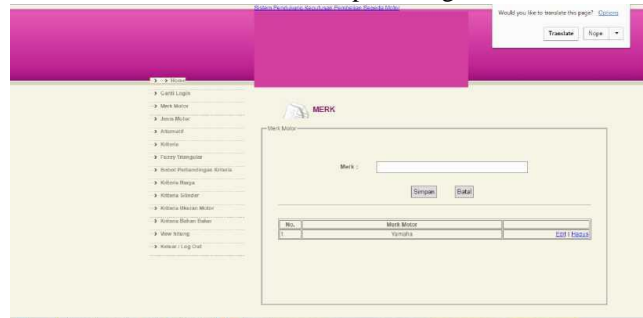 Sistem Pendukung Keputusan Pembelian Sepeda Motor
Would you like to translate this page? Options
Translate Nope
Home
Ganti Login
Merk Motor
Jenis Motor
Alternatif
Kriteria
Fuzzy Triangular
Bobot Perbandingan Kriteria
Kriteria Harga
Kriteria Silinder
Kriteria Ukuran Motor
Kriteria Bahan Bakar
View Hitung
Keluar / Log Out
MERK
Merk Motor
Merk :
Simpan Batal
No. Merk Motor
1 Yamaha Edit | Hapus